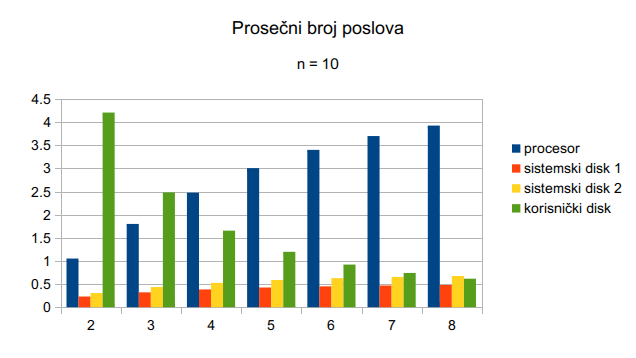 Prosečni broj poslova
n = 10
4.5
4
3.5
3
2.5
2
1.5
1
0.5
0
2 3 4 5 6 7 8
procesor
sistemski disk 1
sistemski disk 2
korisnički disk